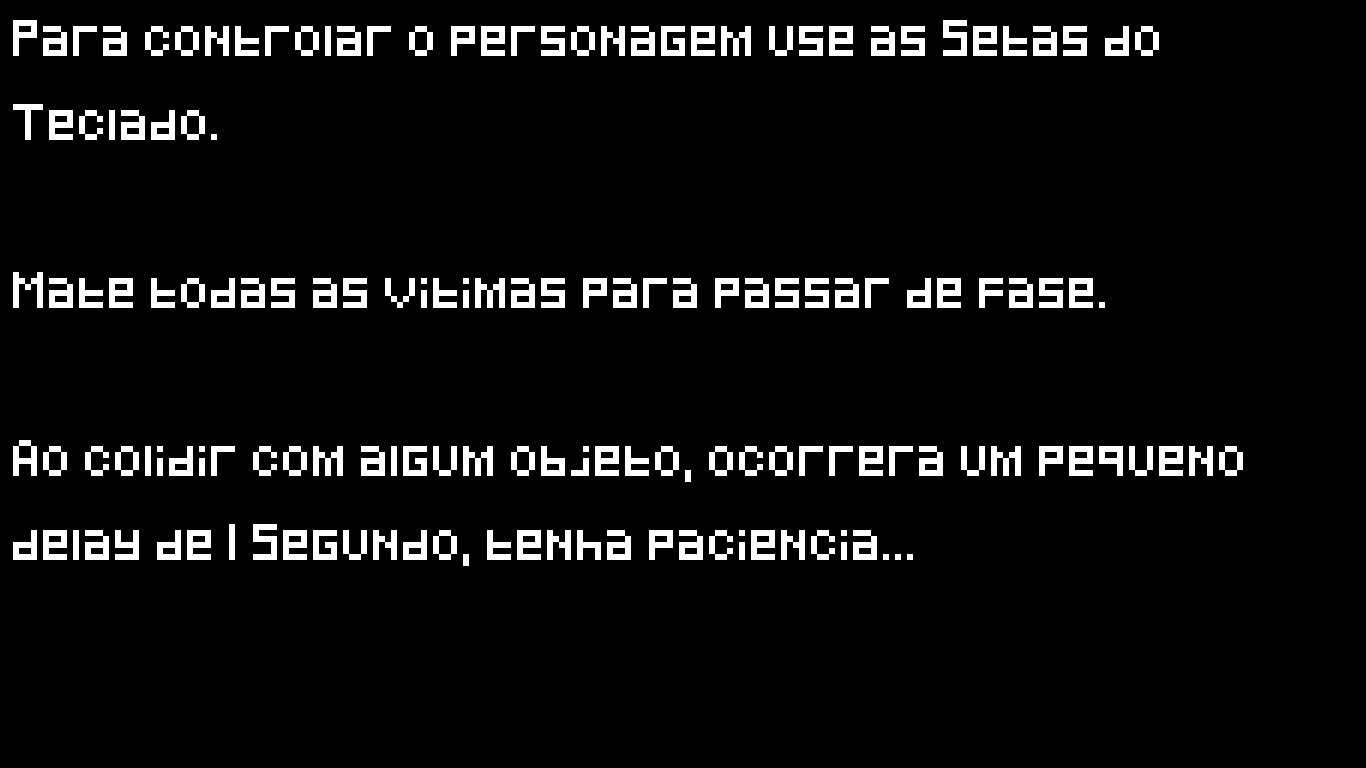 Para controlar o personagem use as Setas do
Teclado.
Mate todas as vitimas para passar de fase.
Ao colidir com algum objeto, ocorrera um pequeno
delay de 1 Segundo, tenha paciencia...